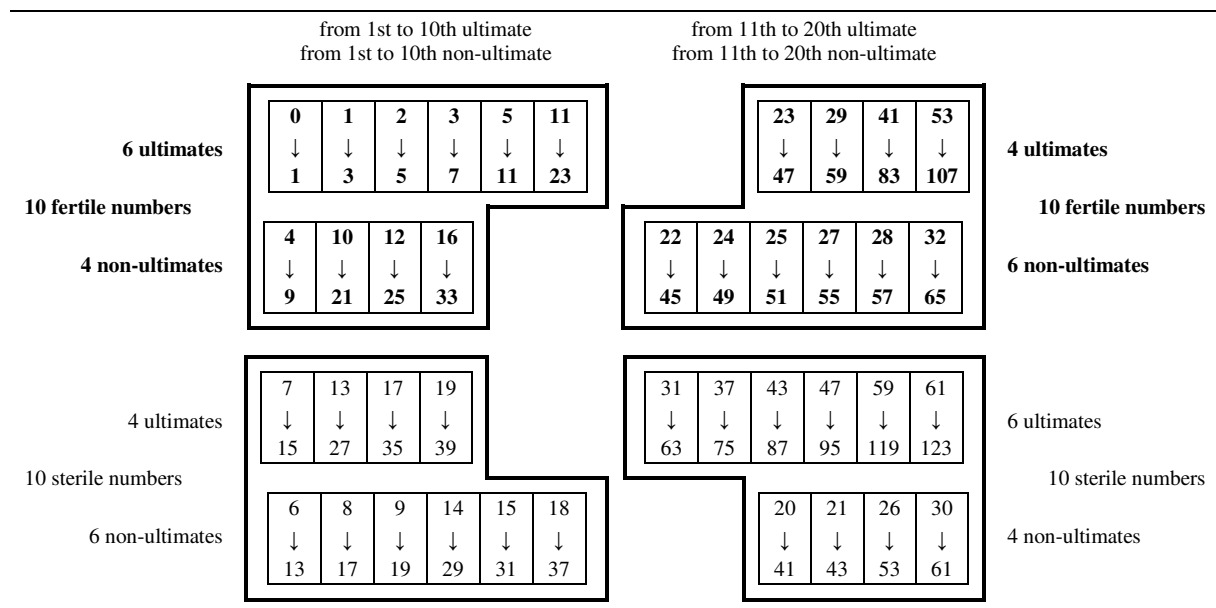 from 1st to 10th ultimate
from 1st to 10th non-ultimate
from 11th to 20th ultimate
from 11th to 20th non-ultimate
6 ultimates
0 1 2 3 5 11
↓ ↓ ↓ ↓ ↓ ↓
1 3 5 7 11 23
23 29 41 53
↓ ↓ ↓ ↓
47 59 83 107
4 ultimates
10 fertile numbers
10 fertile numbers
4 non-ultimates
4 10 12 16
↓ ↓ ↓ ↓
9 21 25 33
22 24 25 27 28 32
↓ ↓ ↓ ↓ ↓ ↓
45 49 51 55 57 65
6 non-ultimates
4 ultimates
7 13 17 19
↓ ↓ ↓ ↓
15 27 35 39
31 37 43 47 59 61
↓ ↓ ↓ ↓ ↓ ↓
63 75 87 95 119 123
6 ultimates
10 sterile numbers
10 sterile numbers
6 non-ultimates
6 8 9 14 15 18
↓ ↓ ↓ ↓ ↓ ↓
13 17 19 29 31 37
20 21 26 30
↓ ↓ ↓ ↓
41 43 53 61
4 non-ultimates